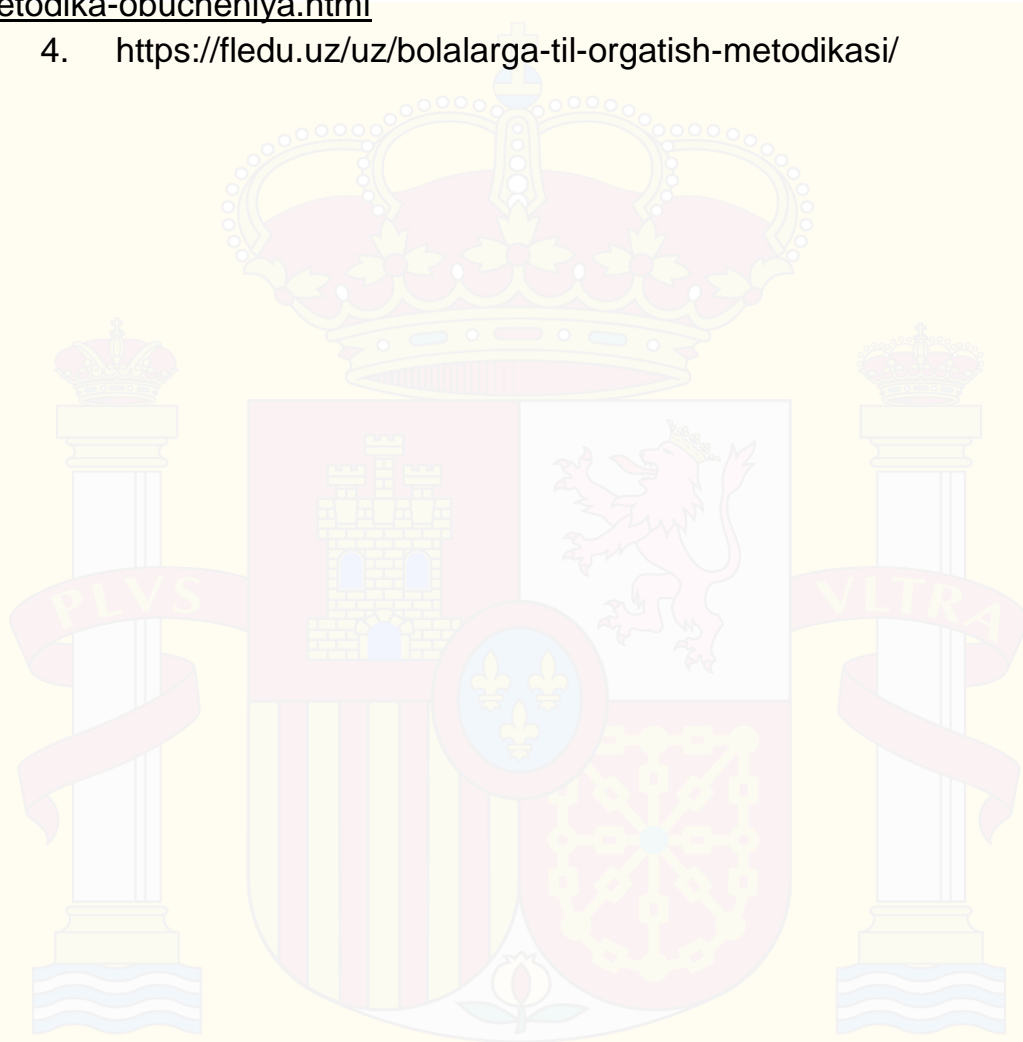 etodika-obucheniya.html
4. https://fledu.uz/uz/bolalarga-til-orgatish-metodikasi/
PLVS VLTRA